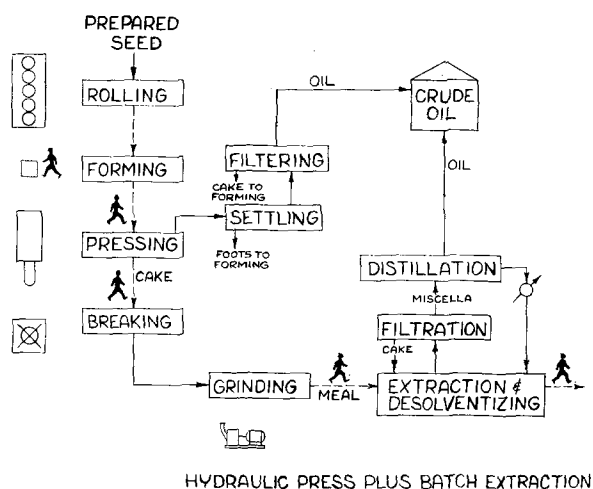 PREPARED
SEED
ROLLING
FORMING
PRESSING
CAKE
BREAKING
GRINDING
MEAL
EXTRACTION &
DESOLVENTIZING
CAKE
FILTRATION
MISCELLA
DISTILLATION
OIL
CRUDE
OIL
OIL
FILTERING
CAKE TO
FORMING
SETTLING
FOOTS TO
FORMING
HYDRAULIC PRESS PLUS BATCH EXTRACTION